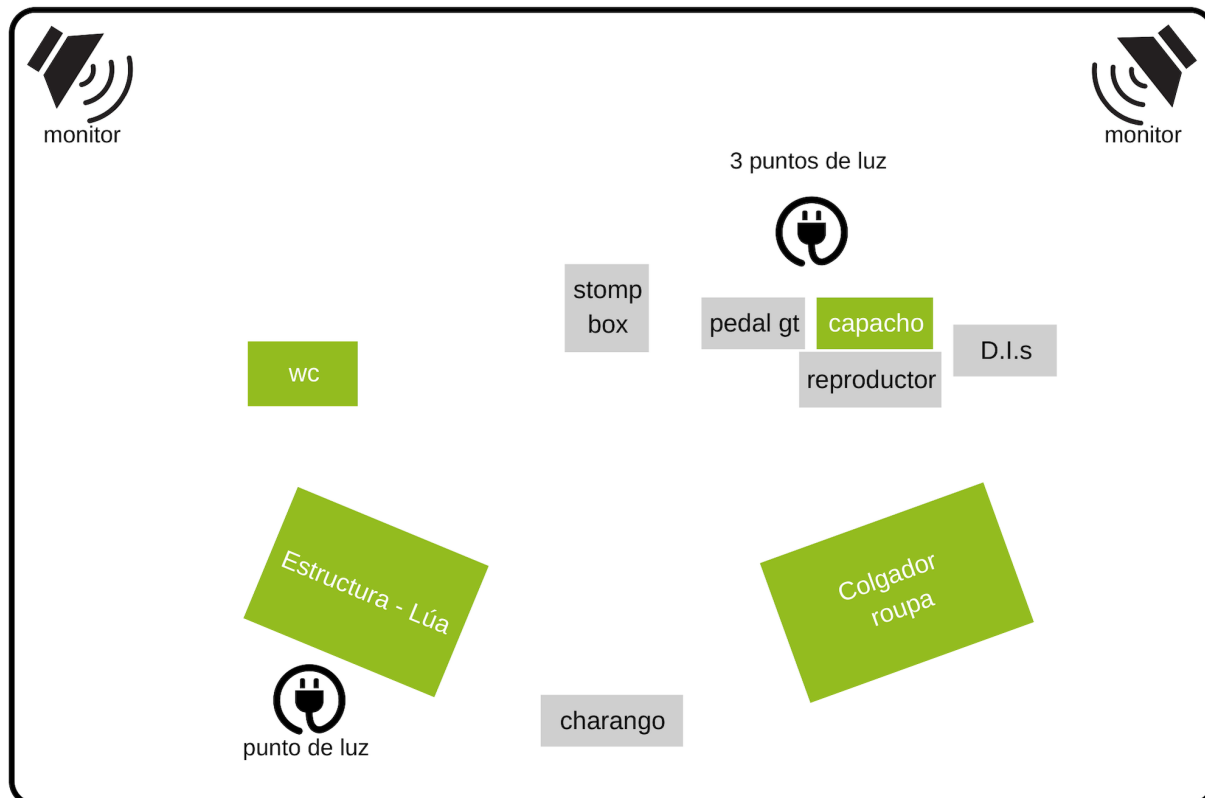 monitor
monitor
3 puntos de luz
stomp
box
pedal gt
capacho
D.I.s
reproductor
wc
Estructura - Lúa
Colgador
roupa
charango
punto de luz